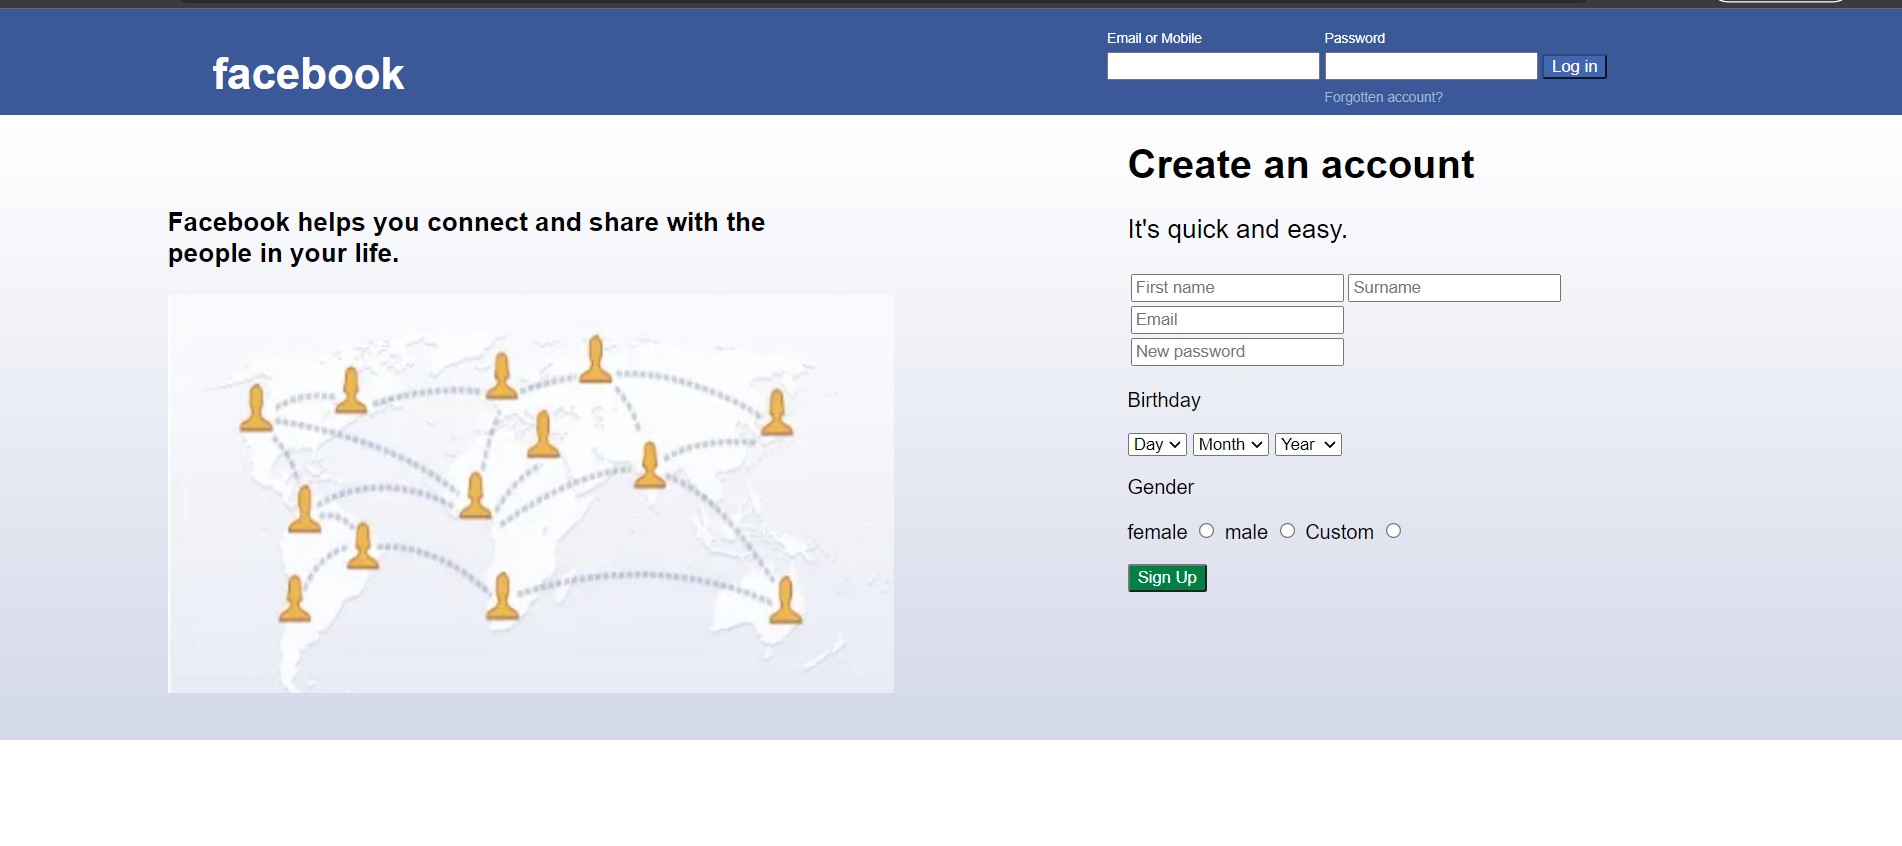 facebook
Email or Mobile Password
Log in
Forgotten account?
Facebook helps you connect and share with the
people in your life.
Create an account
It's quick and easy.
First name Surname
Email
New password
Birthday
Day Month Year
Gender
female male Custom
Sign Up